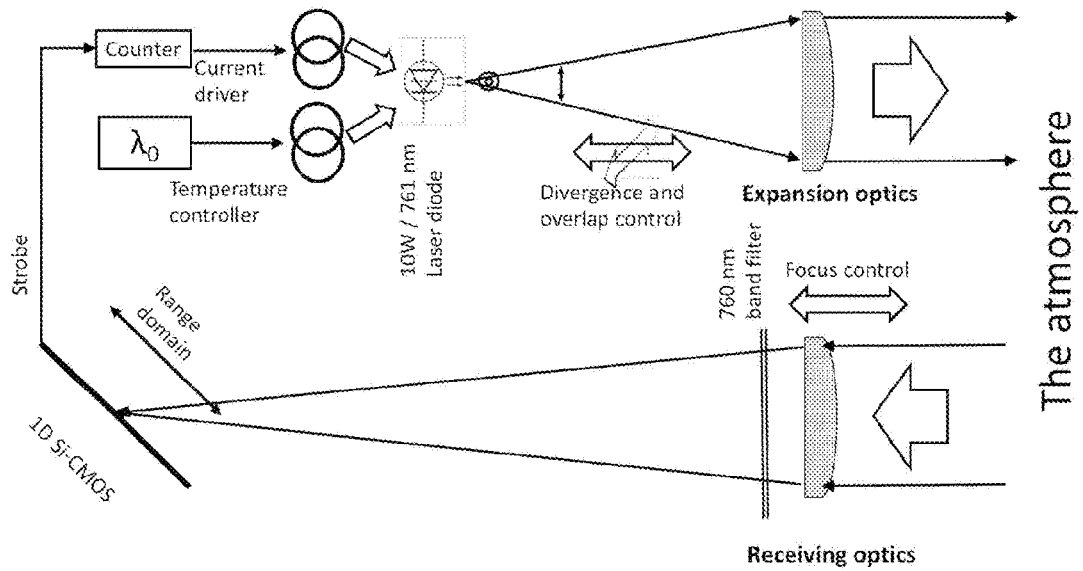 Counter
Current
driver
λ0
Temperature
controller
10W / 761 nm
Laser diode
Divergence and
overlap control
Expansion optics
The atmosphere
Strobe
Range
domain
1D Si-CMOS
760 nm
band filter
Focus control
Receiving optics